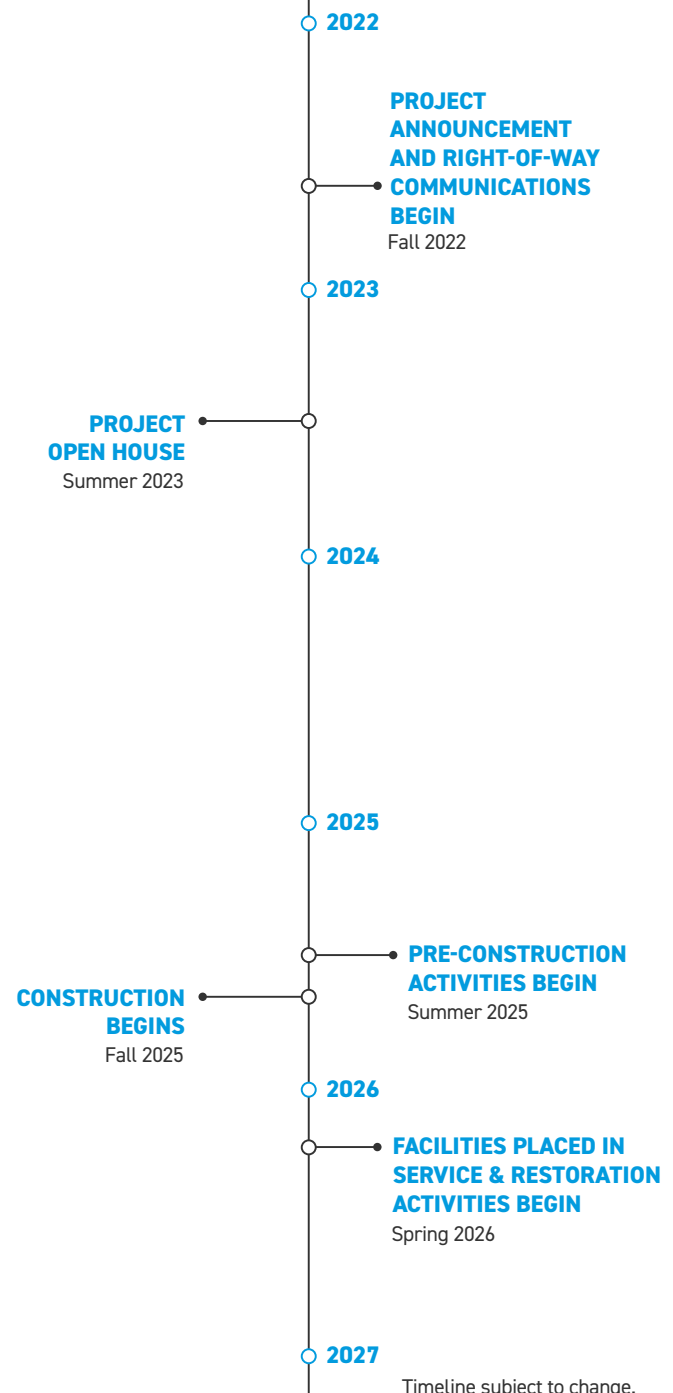 2022
PROJECT
ANNOUNCEMENT
AND RIGHT-OF-WAY
COMMUNICATIONS
BEGIN
Fall 2022
2023
PROJECT
OPEN HOUSE
Summer 2023
2024
2025
PRE-CONSTRUCTION
ACTIVITIES BEGIN
Summer 2025
CONSTRUCTION
BEGINS
Fall 2025
2026
FACILITIES PLACED IN
SERVICE & RESTORATION
ACTIVITIES BEGIN
Spring 2026
2027
Timeline subject to change.